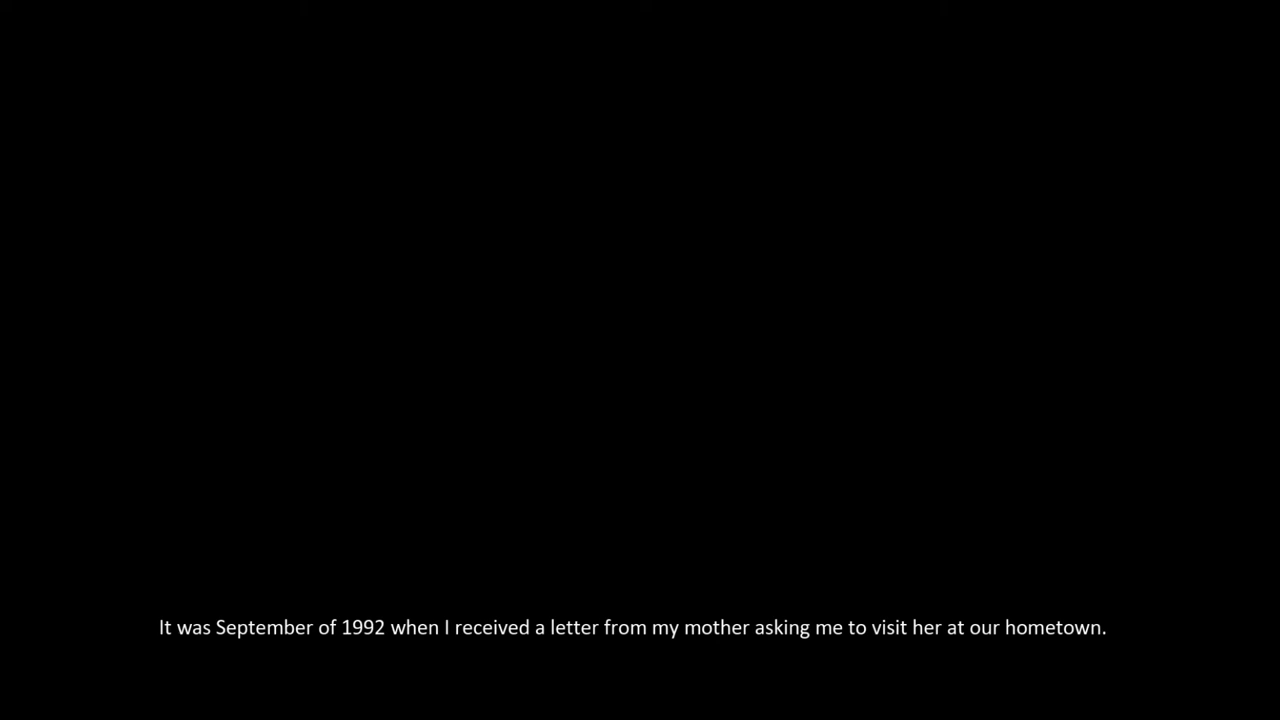 It was September of 1992 when I received a letter from my mother asking me to visit her at our hometown.